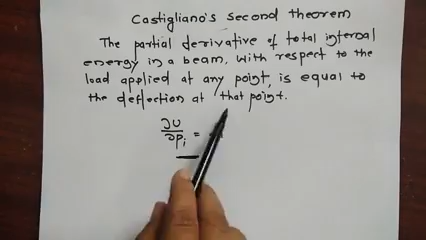 Castigliano's second theorem
The partial derivative of total internal
energy in a beam, with respect to the
load applied at any point, is equal to
the deflection at that point.
∂U/∂Pi =